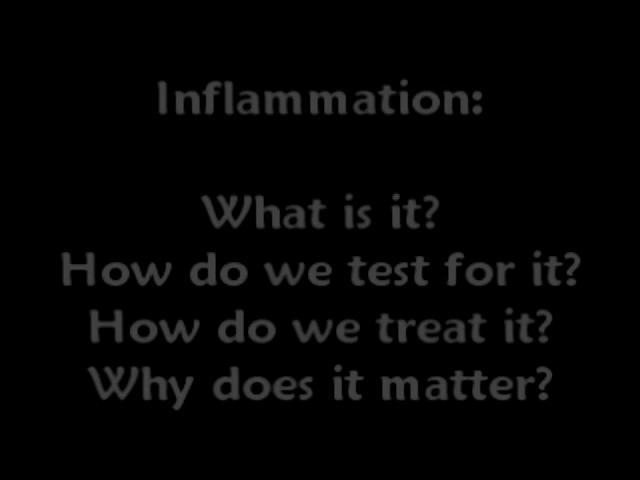 Inflammation:
What is it?
How do we test for it?
How do we treat it?
Why does it matter?